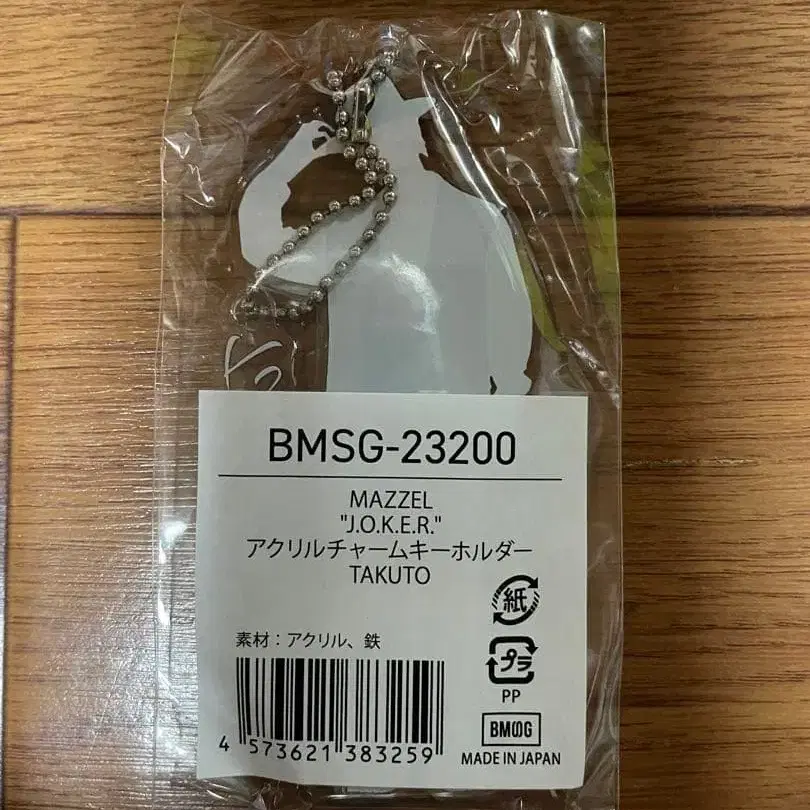 BMSG-23200
MAZZEL
"J.O.K.E.R."
アクリルチャームキーホルダー
TAKUTO
紙
素材：アクリル、鉄
プラ
PP
BMSG
4 573621 383259
MADE IN JAPAN